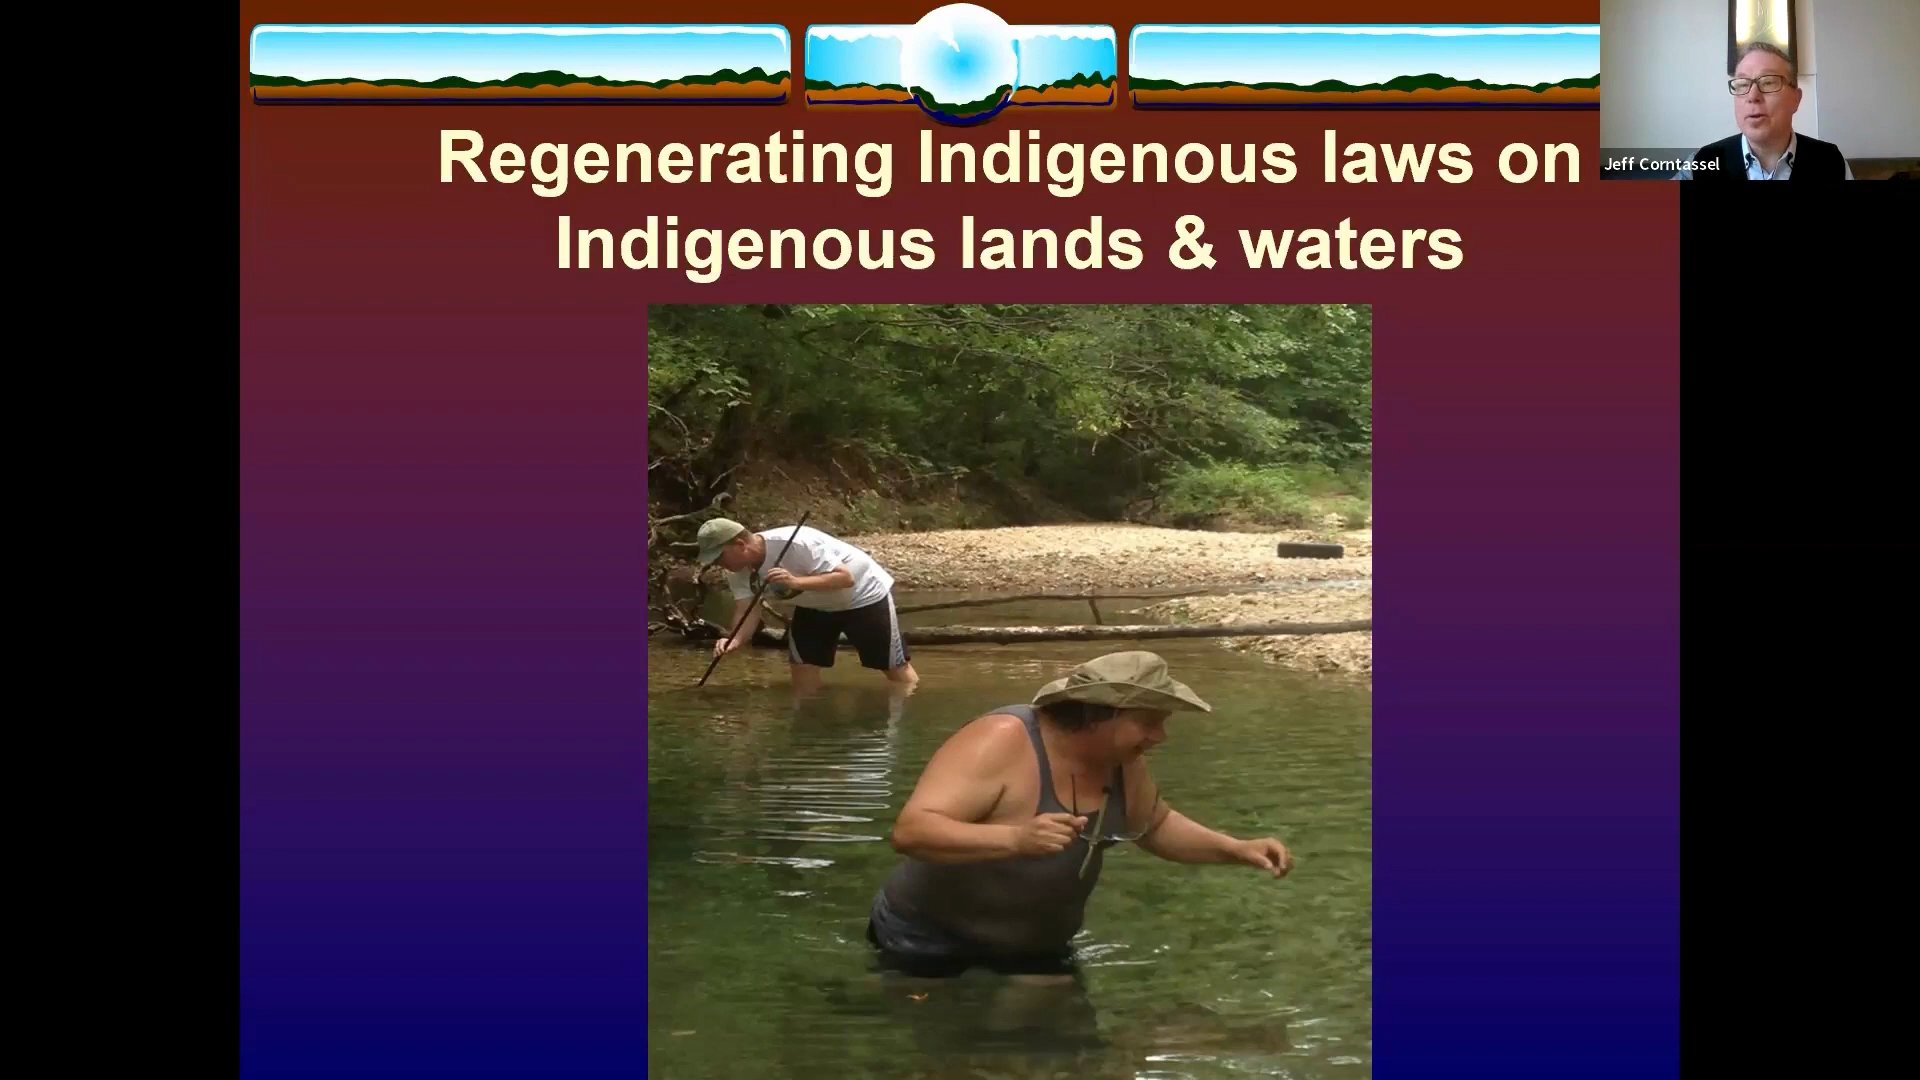 Regenerating Indigenous laws on
Indigenous lands & waters
Jeff Corntassel